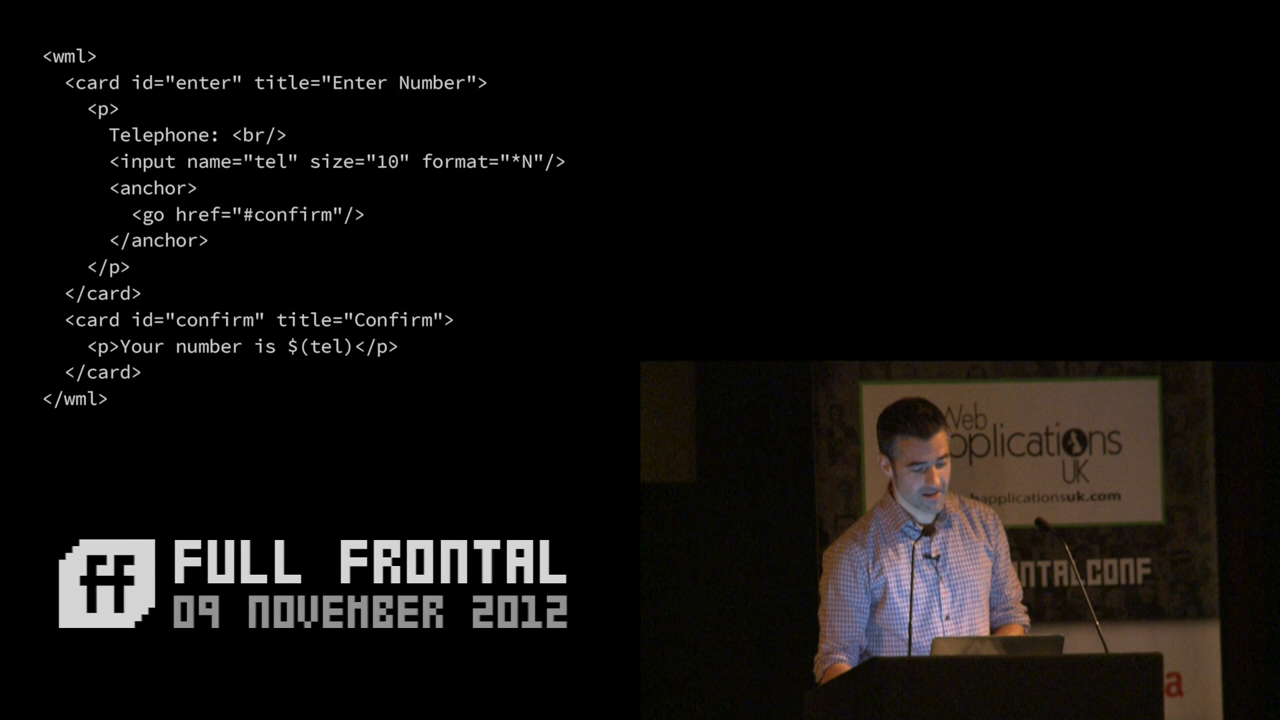 <wml>
  <card id="enter" title="Enter Number">
    <p>
      Telephone: <br/>
      <input name="tel" size="10" format="*N"/>
      <anchor>
        <go href="#confirm"/>
      </anchor>
    </p>
  </card>
  <card id="confirm" title="Confirm">
    <p>Your number is $(tel)</p>
  </card>
</wml>
ff FULL FRONTAL
09 NOVEMBER 2012
Web
pplications
UK
bapplicationsuk.com
NTALCONF
a